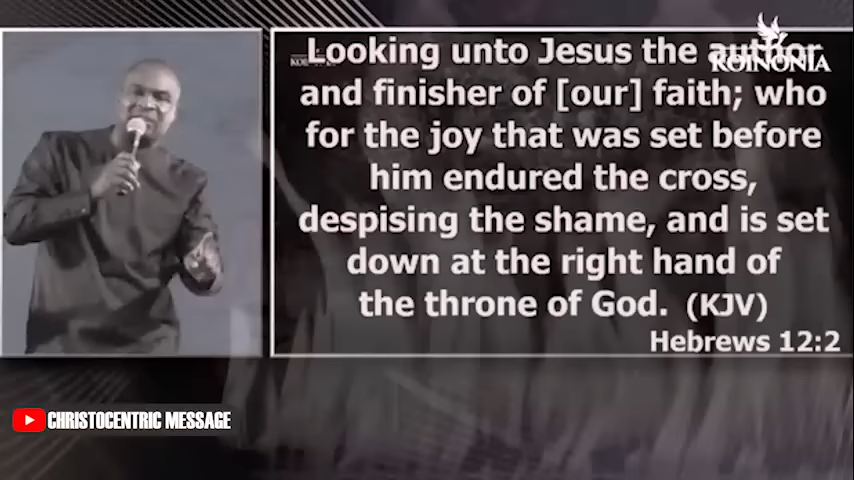 Looking unto Jesus the author
KOINONIA
and finisher of [our] faith; who
for the joy that was set before
him endured the cross,
despising the shame, and is set
down at the right hand of
the throne of God. (KJV)
Hebrews 12:2
CHRISTOCENTRIC MESSAGE